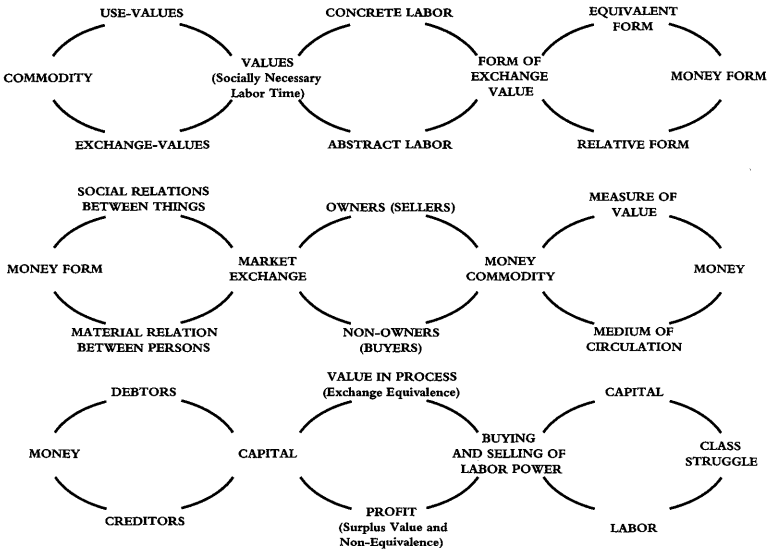 USE-VALUES
CONCRETE LABOR
EQUIVALENT
FORM
COMMODITY
VALUES
(Socially Necessary
Labor Time)
FORM OF
EXCHANGE
VALUE
MONEY FORM
EXCHANGE-VALUES
ABSTRACT LABOR
RELATIVE FORM
SOCIAL RELATIONS
BETWEEN THINGS
OWNERS (SELLERS)
MEASURE OF
VALUE
MONEY FORM
MARKET
EXCHANGE
MONEY
COMMODITY
MONEY
MATERIAL RELATION
BETWEEN PERSONS
NON-OWNERS
(BUYERS)
MEDIUM OF
CIRCULATION
DEBTORS
VALUE IN PROCESS
(Exchange Equivalence)
CAPITAL
MONEY
CAPITAL
BUYING
AND SELLING OF
LABOR POWER
CLASS
STRUGGLE
CREDITORS
PROFIT
(Surplus Value and
Non-Equivalence)
LABOR